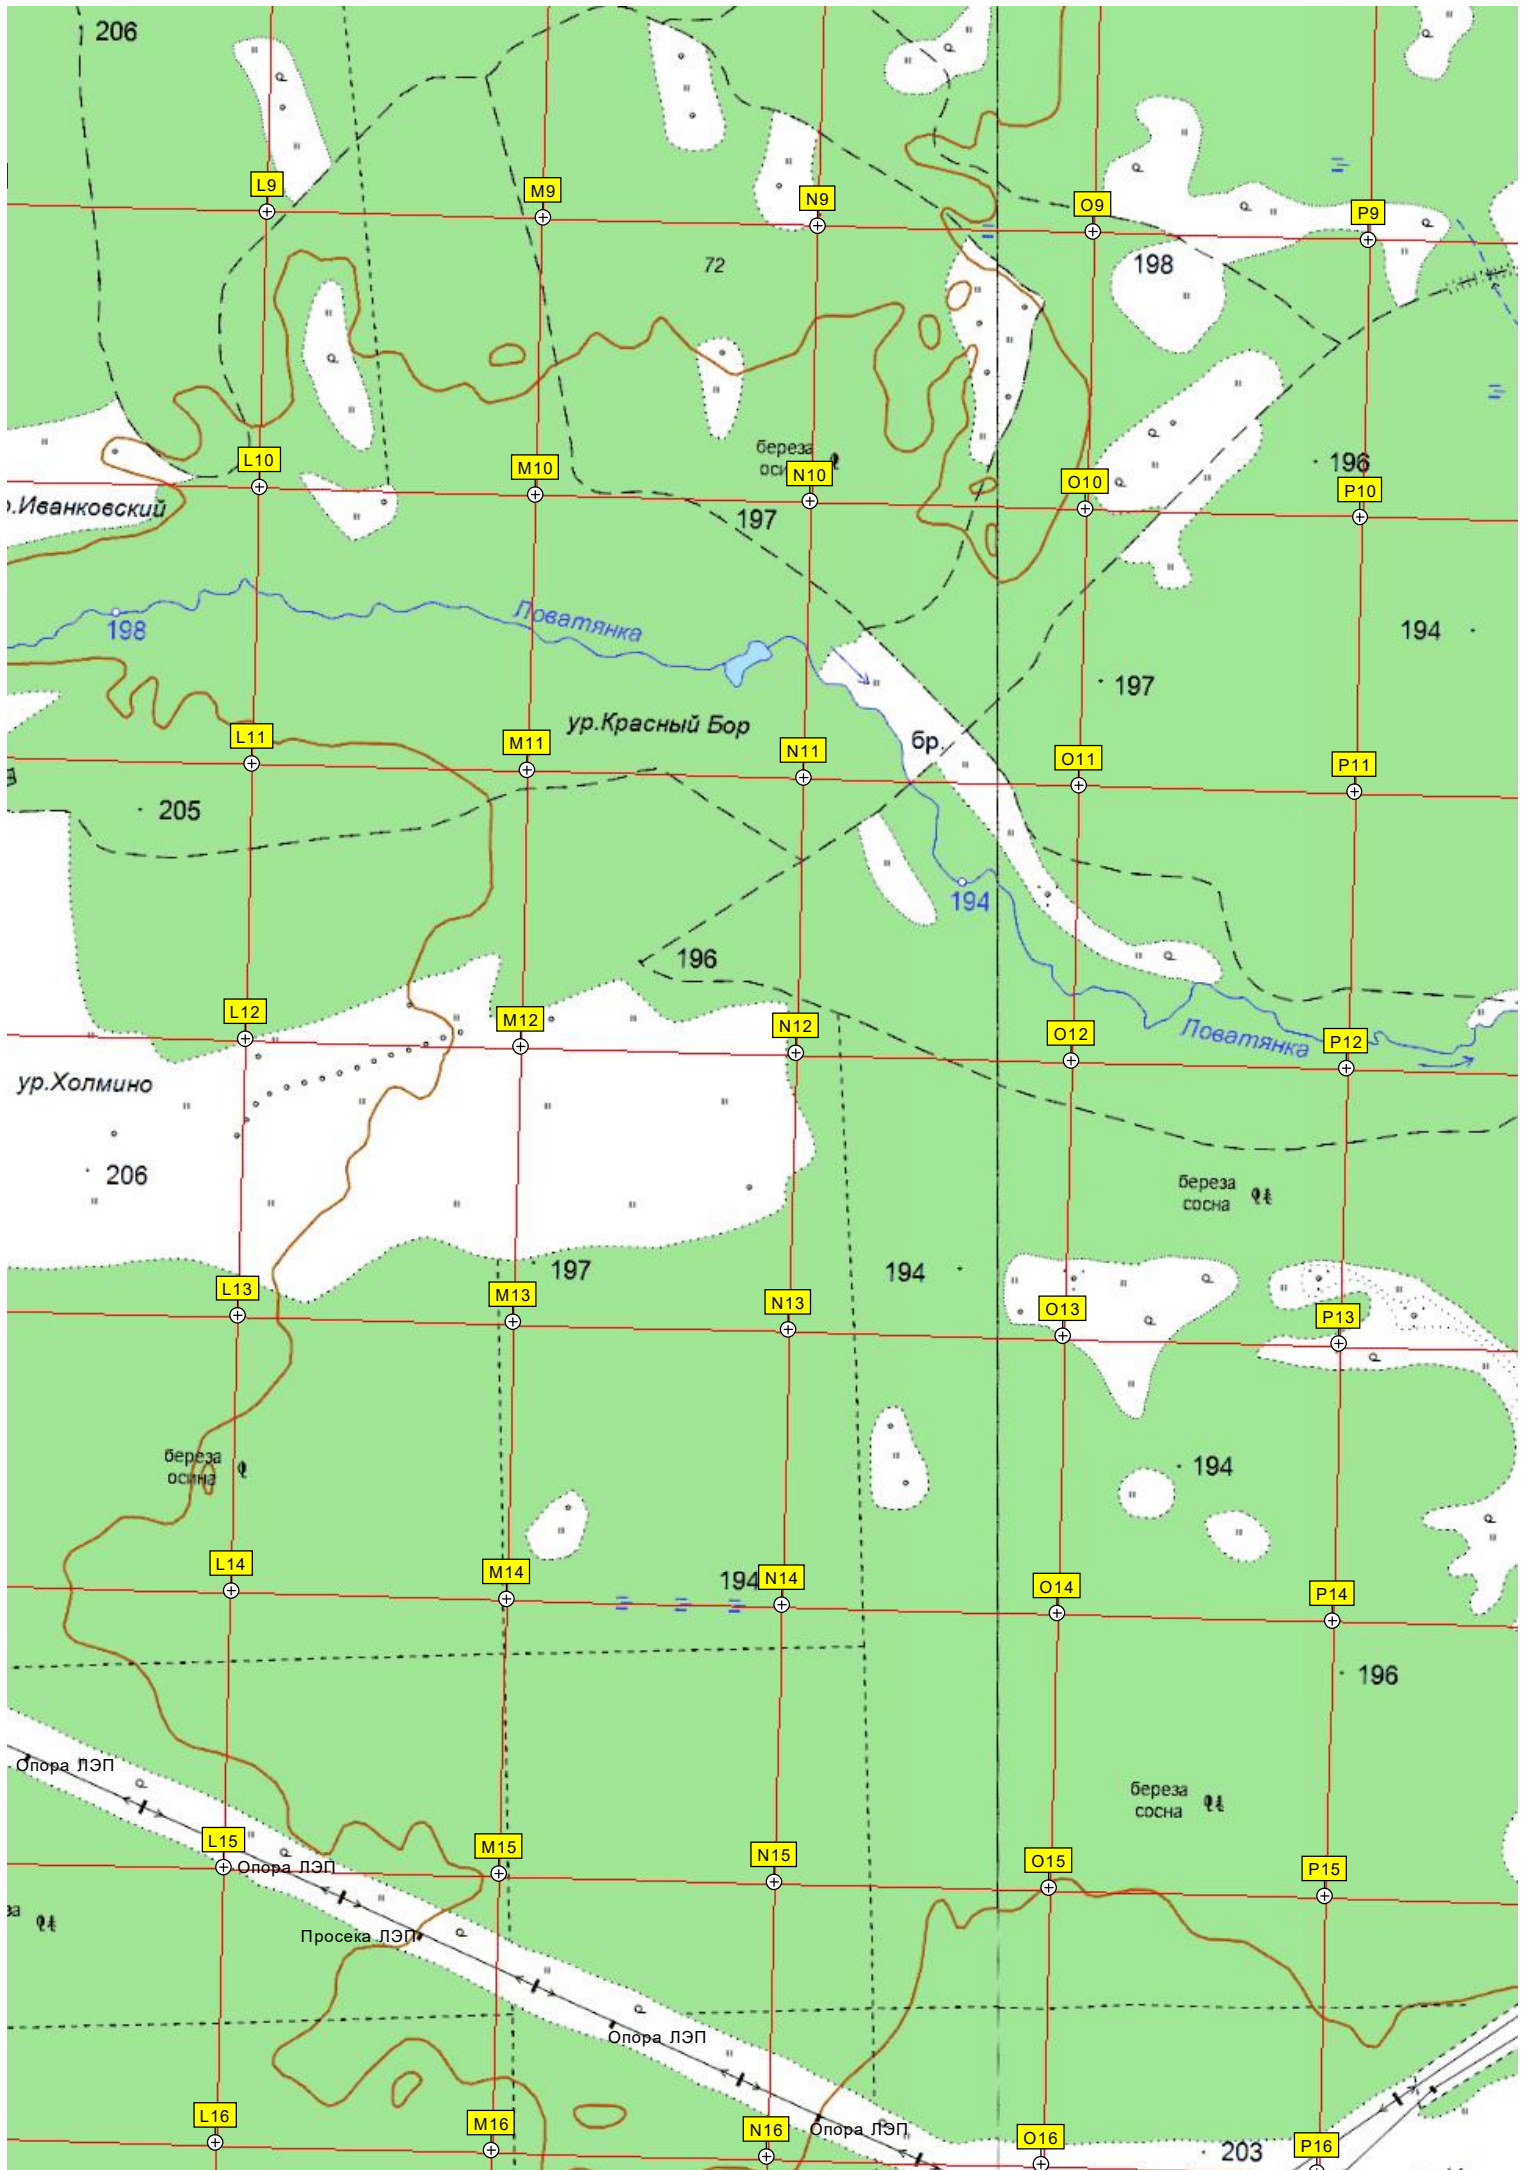 206
L9
M9
N9
O9
P9
72
198
L10
M10
береза
N10
O10
196
P10
р.Иванковский
197
198
Ловатянка
194
197
ур.Красный Бор
L11
M11
N11
бр.
O11
P11
205
194
196
L12
M12
N12
O12
Ловатянка
P12
ур.Холмино
206
береза
сосна
197
194
L13
M13
N13
O13
P13
береза
осина
194
L14
M14
194
N14
O14
P14
196
Опора ЛЭП
береза
сосна
L15
Опора ЛЭП
M15
N15
O15
P15
Просека ЛЭП
Опора ЛЭП
L16
M16
N16
Опора ЛЭП
O16
203
P16